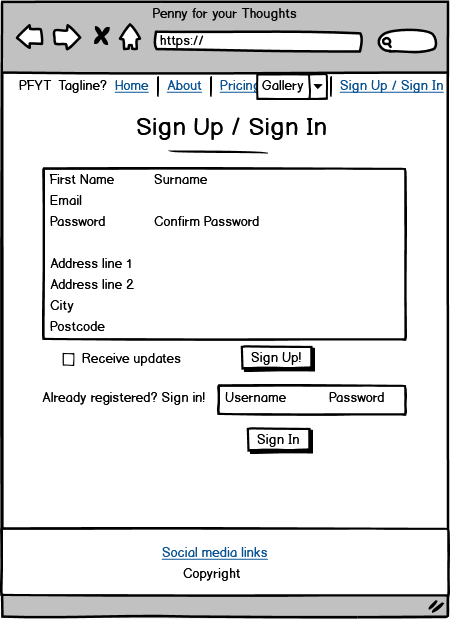 Penny for your Thoughts
https://
PFYT Tagline? Home About Pricing Gallery Sign Up / Sign In
Sign Up / Sign In
First Name Surname
Email
Password Confirm Password
Address line 1
Address line 2
City
Postcode
Receive updates Sign Up!
Already registered? Sign in! Username Password
Sign In
Social media links
Copyright